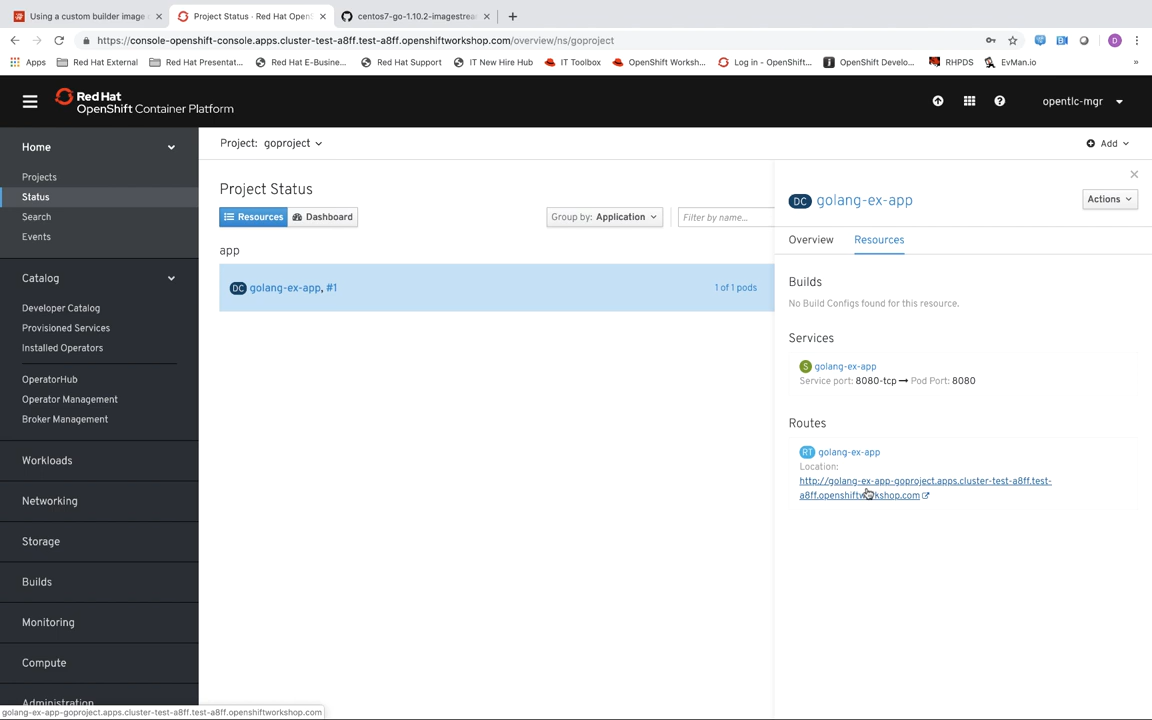 Using a custom builder image
Project Status · Red Hat Open
centos7-go-1.10.2-imagestrea
https://console-openshift-console.apps.cluster-test-a8ff.test-a8ff.openshiftworkshop.com/overview/ns/goproject
Apps Red Hat External Red Hat Presentat... Red Hat E-Busine... Red Hat Support IT New Hire Hub IT Toolbox OpenShift Worksh... Log in - OpenShift... OpenShift Develo... RHPDS EvMan.io »
Red Hat
OpenShift Container Platform
opentlc-mgr
Home
Projects
Status
Search
Events
Catalog
Developer Catalog
Provisioned Services
Installed Operators
OperatorHub
Operator Management
Broker Management
Workloads
Networking
Storage
Builds
Monitoring
Compute
Administration
Project: goproject
Add
Project Status
Resources Dashboard
Group by: Application
Filter by name...
app
DC golang-ex-app, #1
1 of 1 pods
DC golang-ex-app
Actions
Overview Resources
Builds
No Build Configs found for this resource.
Services
S golang-ex-app
Service port: 8080-tcp → Pod Port: 8080
Routes
RT golang-ex-app
Location:
http://golang-ex-app-goproject.apps.cluster-test-a8ff.test-
a8ff.openshiftworkshop.com
golang-ex-app-goproject.apps.cluster-test-a8ff.test-a8ff.openshiftworkshop.com